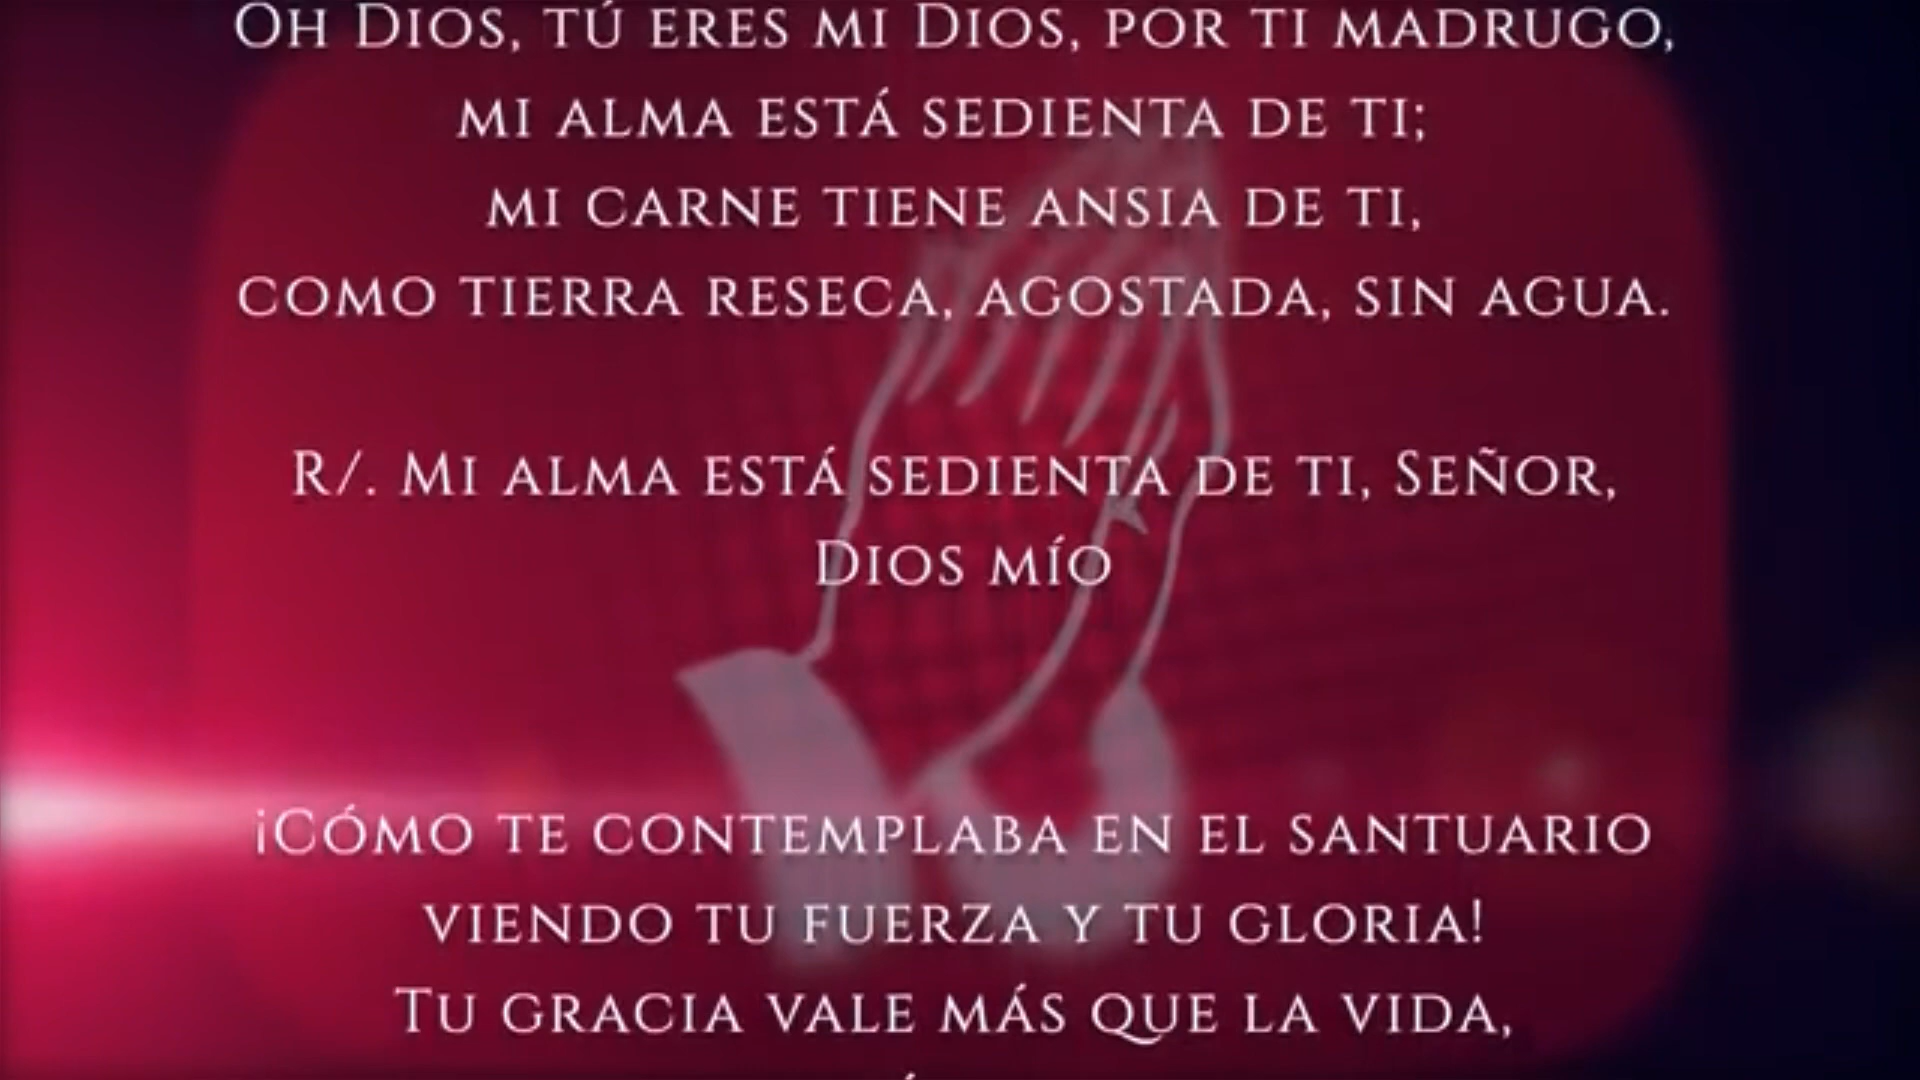 Oh Dios, tú eres mi Dios, por ti madrugo,
mi alma está sedienta de ti;
mi carne tiene ansia de ti,
como tierra reseca, agostada, sin agua.
R/. Mi alma está sedienta de ti, Señor,
Dios mío
¡Cómo te contemplaba en el santuario
viendo tu fuerza y tu gloria!
Tu gracia vale más que la vida,